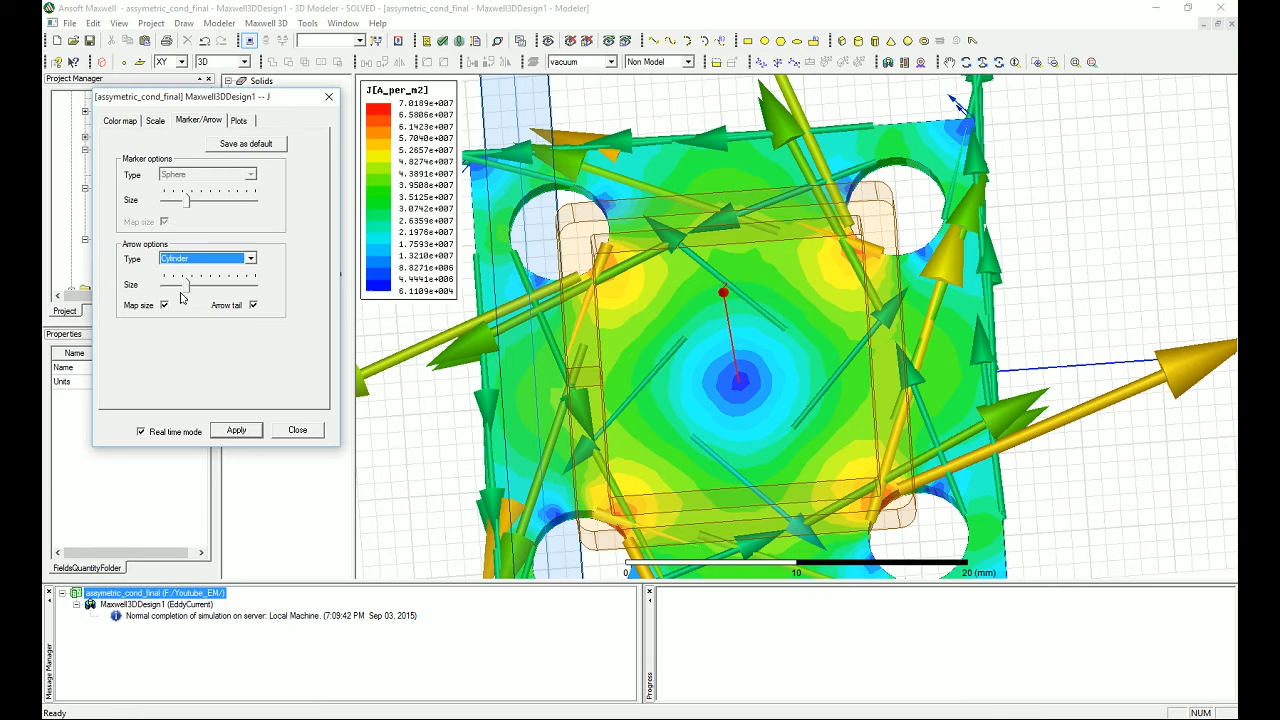 Ansoft Maxwell - assymetric_cond_final - Maxwell3DDesign1 - 3D Modeler - SOLVED - [assymetric_cond_final - Maxwell3DDesign1 - Modeler]
File Edit View Project Draw Modeler Maxwell 3D Tools Window Help
XY 3D vacuum Non Model
Project Manager
Solids
[assymetric_cond_final] Maxwell3DDesign1 -- J
Color map Scale Marker/Arrow Plots
Save as default
Marker options
Type Sphere
Size
Map size
Arrow options
Type Cylinder
Size
Map size Arrow tail
Real time mode Apply Close
Project
Properties
Name
Name
Units
FieldsQuantityFolder
J[A_per_m2]
7.0189e+007
6.5806e+007
6.1423e+007
5.7040e+007
5.2657e+007
4.8274e+007
4.3891e+007
3.9508e+007
3.5125e+007
3.0742e+007
2.6359e+007
2.1976e+007
1.7593e+007
1.3210e+007
8.8271e+006
4.4441e+006
6.1109e+004
0 10 20 (mm)
assymetric_cond_final (F:/Youtube_EM/)
Maxwell3DDesign1 (EddyCurrent)
Normal completion of simulation on server: Local Machine. (7:09:42 PM Sep 03, 2015)
Message Manager
Progress
Ready
NUM